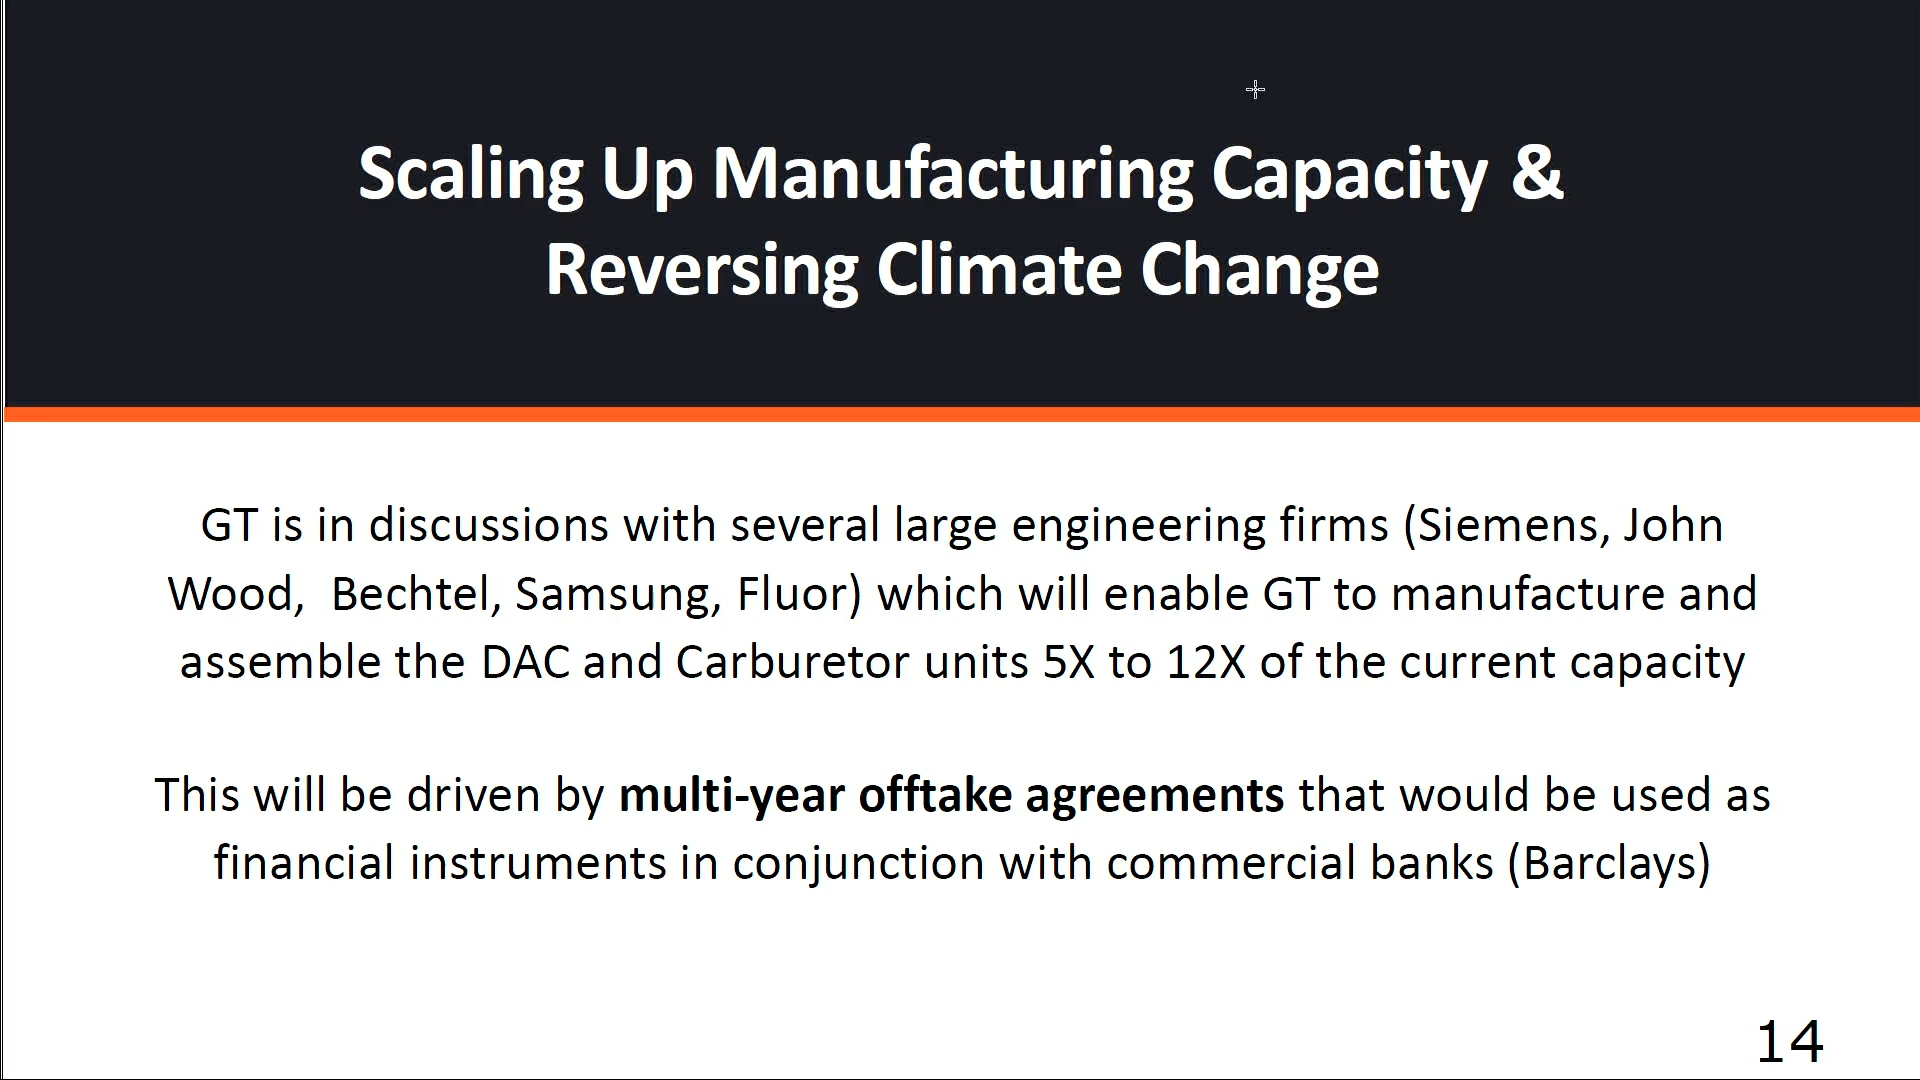 Scaling Up Manufacturing Capacity &
Reversing Climate Change
GT is in discussions with several large engineering firms (Siemens, John
Wood,  Bechtel, Samsung, Fluor) which will enable GT to manufacture and
assemble the DAC and Carburetor units 5X to 12X of the current capacity
This will be driven by multi-year offtake agreements that would be used as
financial instruments in conjunction with commercial banks (Barclays)
14